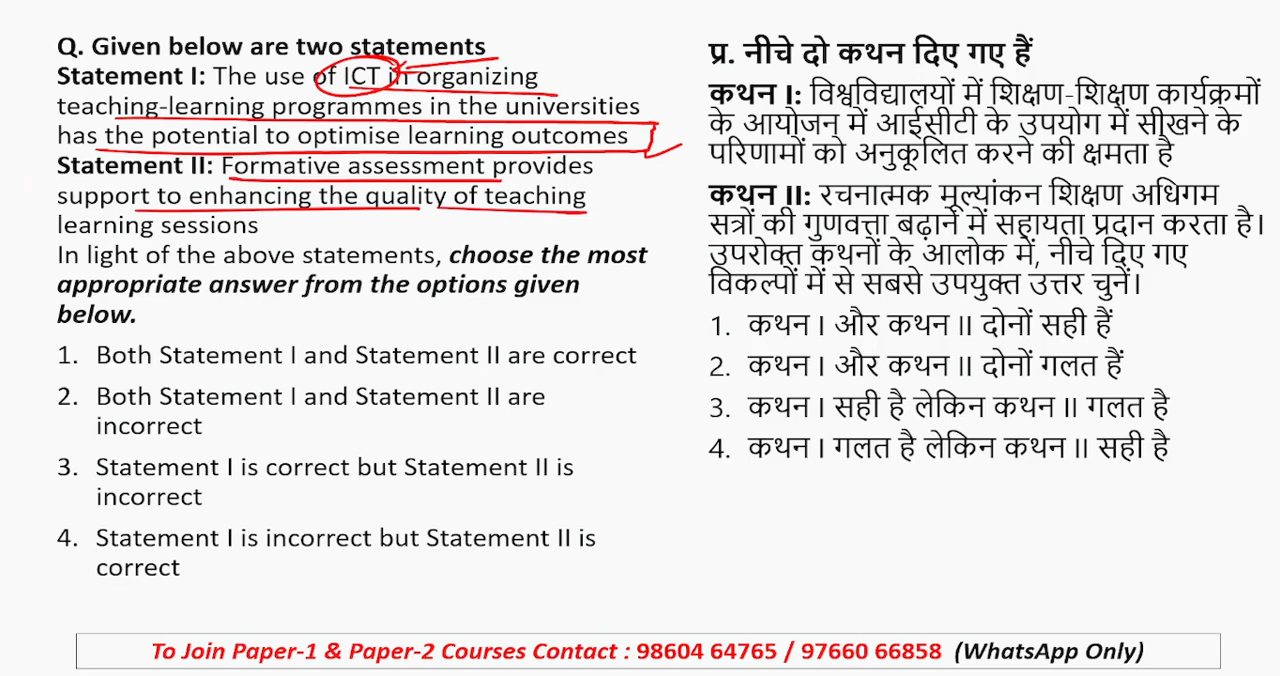 Q. Given below are two statements
Statement I: The use of ICT in organizing
teaching-learning programmes in the universities
has the potential to optimise learning outcomes
Statement II: Formative assessment provides
support to enhancing the quality of teaching
learning sessions
In light of the above statements, choose the most
appropriate answer from the options given
below.
1. Both Statement I and Statement II are correct
2. Both Statement I and Statement II are
incorrect
3. Statement I is correct but Statement II is
incorrect
4. Statement I is incorrect but Statement II is
correct
प्र. नीचे दो कथन दिए गए हैं
कथन I: विश्वविद्यालयों में शिक्षण-शिक्षण कार्यक्रमों
के आयोजन में आईसीटी के उपयोग में सीखने के
परिणामों को अनुकूलित करने की क्षमता है
कथन II: रचनात्मक मूल्यांकन शिक्षण अधिगम
सत्रों की गुणवत्ता बढ़ाने में सहायता प्रदान करता है।
उपरोक्त कथनों के आलोक में, नीचे दिए गए
विकल्पों में से सबसे उपयुक्त उत्तर चुनें।
1. कथन I और कथन II दोनों सही हैं
2. कथन I और कथन II दोनों गलत हैं
3. कथन I सही है लेकिन कथन II गलत है
4. कथन I गलत है लेकिन कथन II सही है
To Join Paper-1 & Paper-2 Courses Contact : 98604 64765 / 97660 66858 (WhatsApp Only)